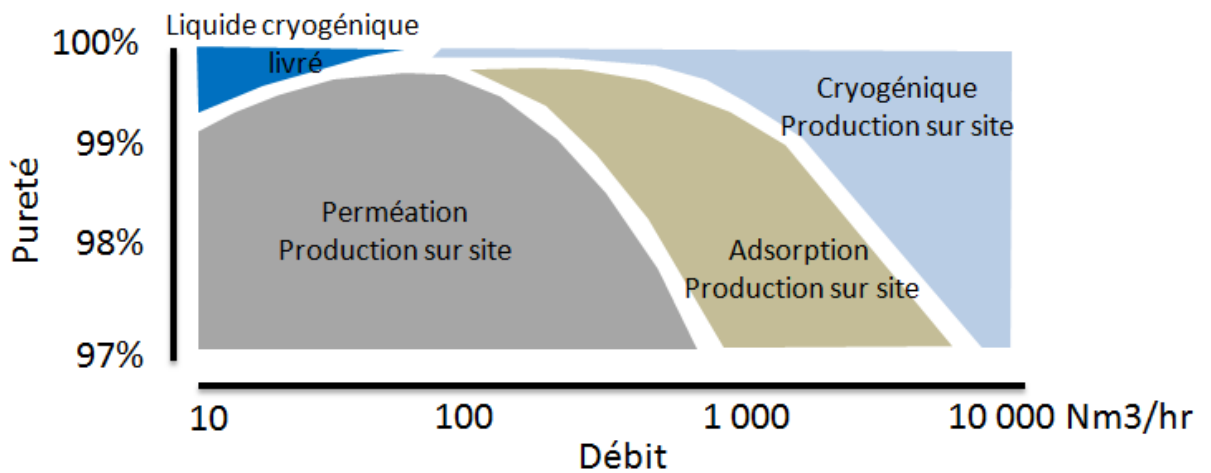 Liquide cryogénique
livré
100%
99%
98%
97%
Pureté
Cryogénique
Production sur site
Perméation
Production sur site
Adsorption
Production sur site
10 100 1 000 10 000 Nm3/hr
Débit